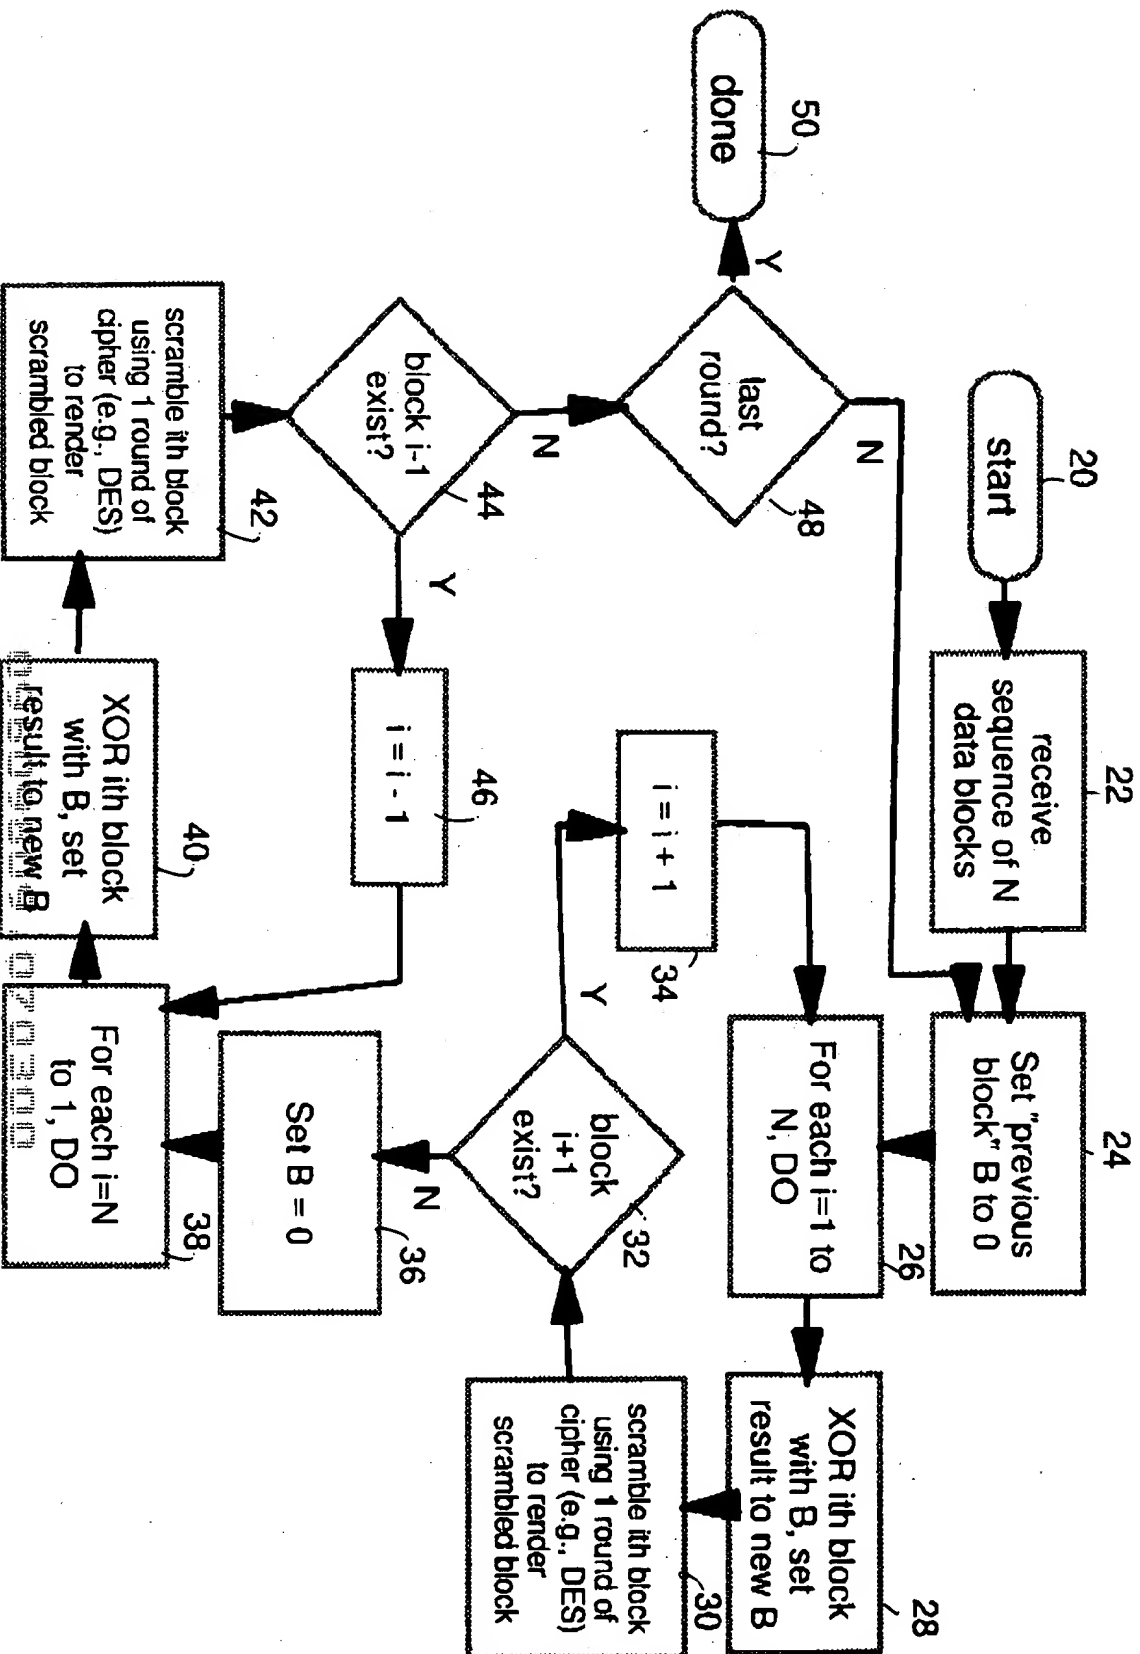 20
start
22
receive
sequence of N
data blocks
24
Set "previous
block" B to 0
26
For each i=1 to
N, DO
28
XOR ith block
with B, set
result to new B
30
scramble ith block
using 1 round of
cipher (e.g., DES)
to render
scrambled block
32
block
i+1
exist?
Y
34
i = i + 1
N
36
Set B = 0
38
For each i=N
to 1, DO
40
XOR ith block
with B, set
result to new B
42
scramble ith block
using 1 round of
cipher (e.g., DES)
to render
scrambled block
44
block i-1
exist?
Y
46
i = i - 1
N
48
last
round?
N
Y
50
done